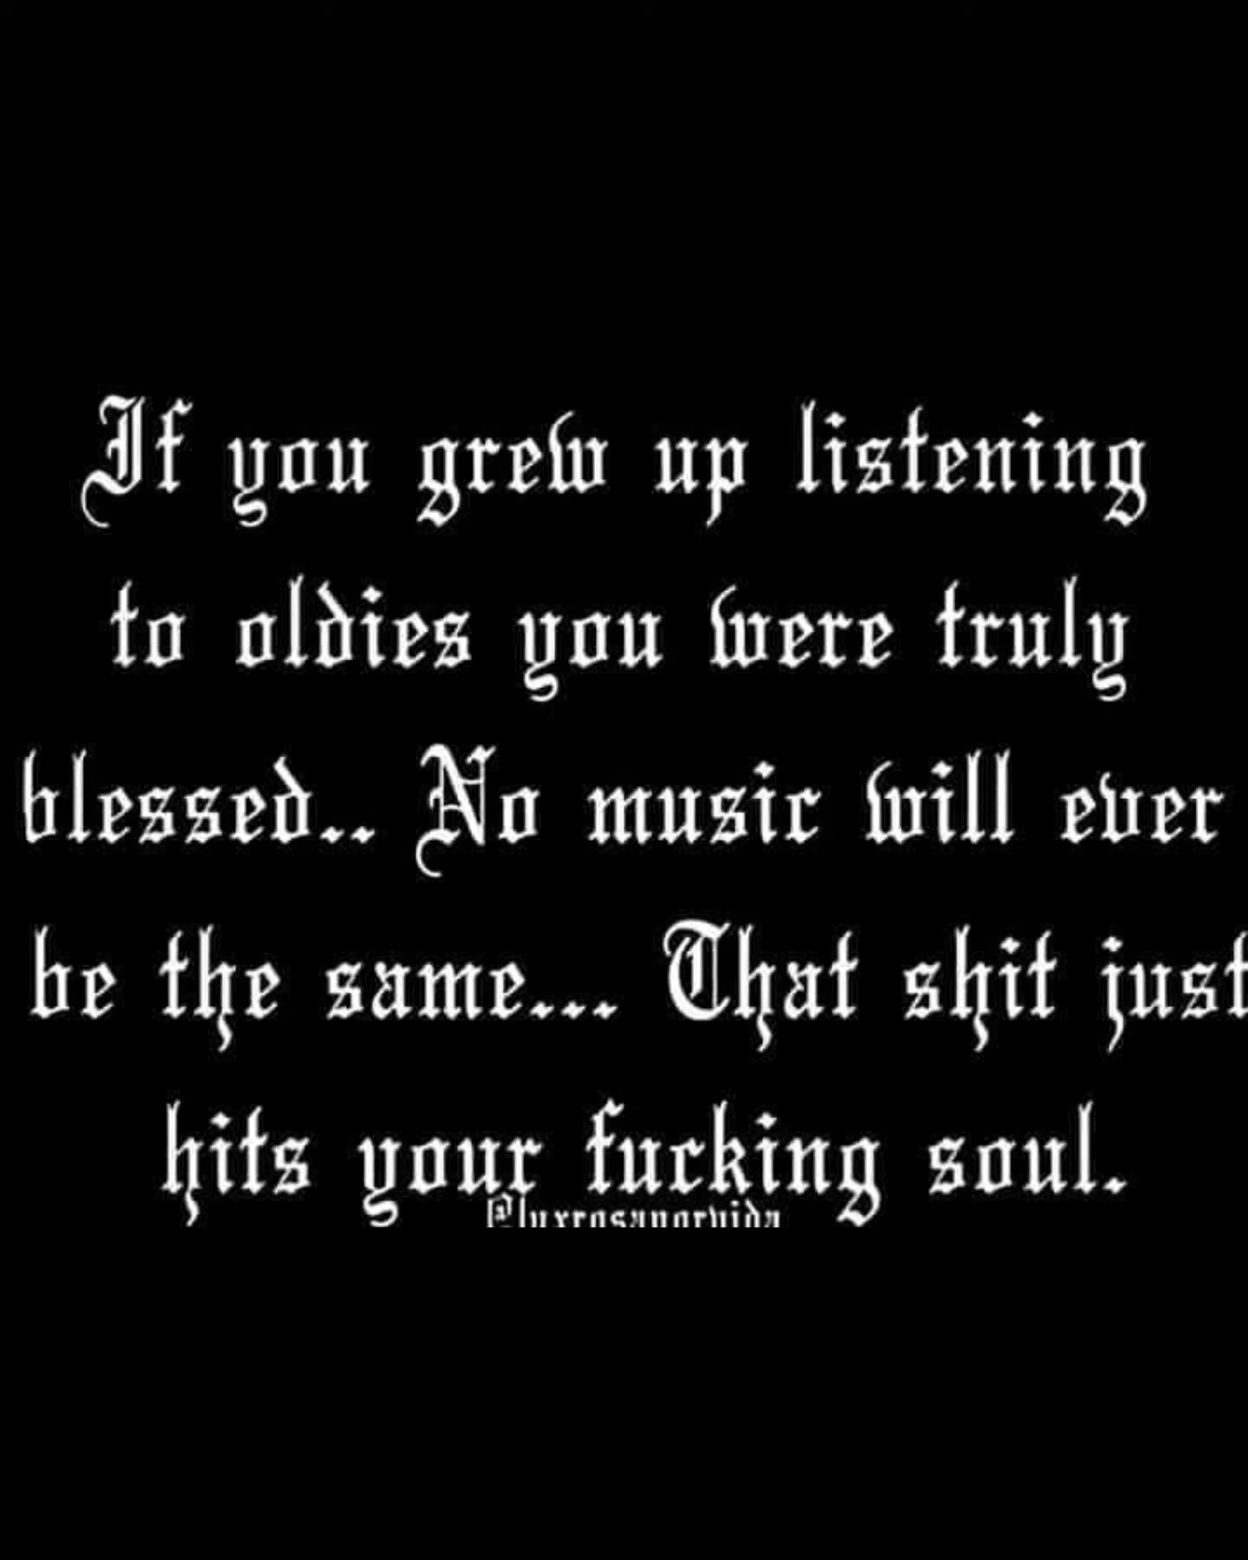 If you grew up listening
to oldies you were truly
blessed.. No music will ever
be the same... That shit just
hits your fucking soul.